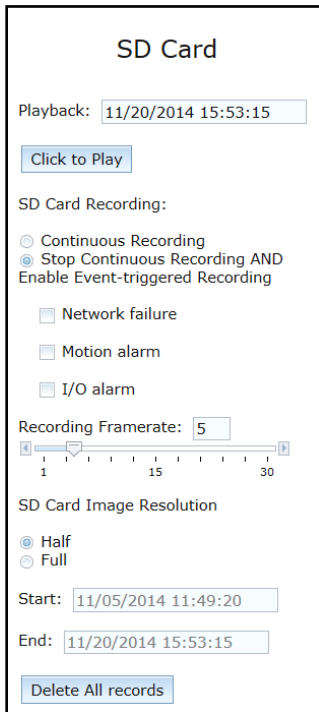 SD Card
Playback: 11/20/2014 15:53:15
Click to Play
SD Card Recording:
Continuous Recording
Stop Continuous Recording AND
Enable Event-triggered Recording
Network failure
Motion alarm
I/O alarm
Recording Framerate: 5
1 15 30
SD Card Image Resolution
Half
Full
Start: 11/05/2014 11:49:20
End: 11/20/2014 15:53:15
Delete All records